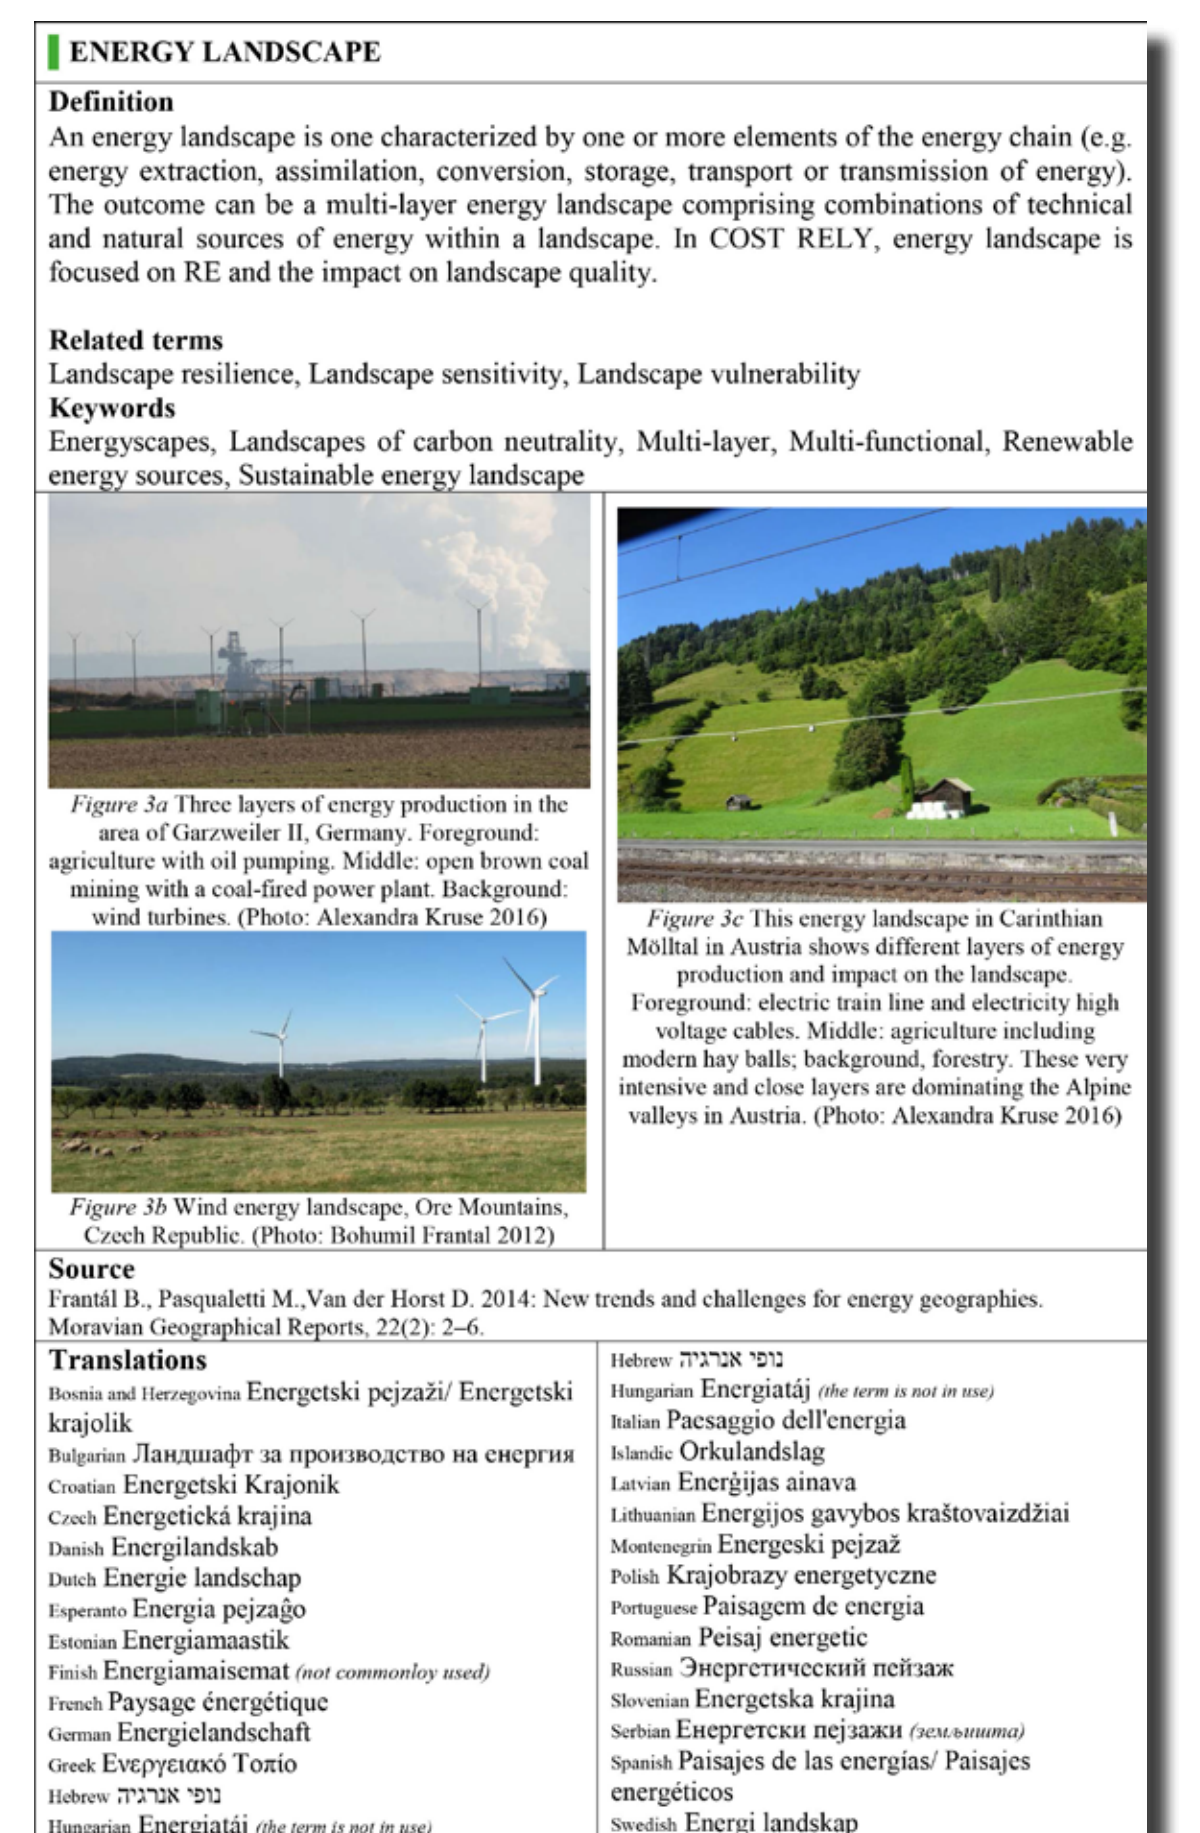 ENERGY LANDSCAPE
Definition
An energy landscape is one characterized by one or more elements of the energy chain (e.g.
energy extraction, assimilation, conversion, storage, transport or transmission of energy).
The outcome can be a multi-layer energy landscape comprising combinations of technical
and natural sources of energy within a landscape. In COST RELY, energy landscape is
focused on RE and the impact on landscape quality.
Related terms
Landscape resilience, Landscape sensitivity, Landscape vulnerability
Keywords
Energyscapes, Landscapes of carbon neutrality, Multi-layer, Multi-functional, Renewable
energy sources, Sustainable energy landscape
Figure 3a Three layers of energy production in the
area of Garzweiler II, Germany. Foreground:
agriculture with oil pumping. Middle: open brown coal
mining with a coal-fired power plant. Background:
wind turbines. (Photo: Alexandra Kruse 2016)
Figure 3b Wind energy landscape, Ore Mountains,
Czech Republic. (Photo: Bohumil Frantal 2012)
Figure 3c This energy landscape in Carinthian
Mölltal in Austria shows different layers of energy
production and impact on the landscape.
Foreground: electric train line and electricity high
voltage cables. Middle: agriculture including
modern hay balls; background, forestry. These very
intensive and close layers are dominating the Alpine
valleys in Austria. (Photo: Alexandra Kruse 2016)
Source
Frantál B., Pasqualetti M.,Van der Horst D. 2014: New trends and challenges for energy geographies.
Moravian Geographical Reports, 22(2): 2–6.
Translations
Bosnia and Herzegovina Energetski pejzaži/ Energetski
krajolik
Bulgarian Ландшафт за производство на енергия
Croatian Energetski Krajonik
Czech Energetická krajina
Danish Energilandskab
Dutch Energie landschap
Esperanto Energia pejzaĝo
Estonian Energiamaastik
Finish Energiamaisemat (not commonloy used)
French Paysage énergétique
German Energielandschaft
Greek Ενεργειακό Τοπίο
Hebrew נופי אנרגיה
Hungarian Energiatáj (the term is not in use)
Hebrew נופי אנרגיה
Hungarian Energiatáj (the term is not in use)
Italian Paesaggio dell'energia
Islandic Orkulandslag
Latvian Enerģijas ainava
Lithuanian Energijos gavybos kraštovaizdžiai
Montenegrin Energeski pejzaž
Polish Krajobrazy energetyczne
Portuguese Paisagem de energia
Romanian Peisaj energetic
Russian Энергетический пейзаж
Slovenian Energetska krajina
Serbian Енергетски пејзажи (земљишта)
Spanish Paisajes de las energías/ Paisajes
energéticos
Swedish Energi landskap